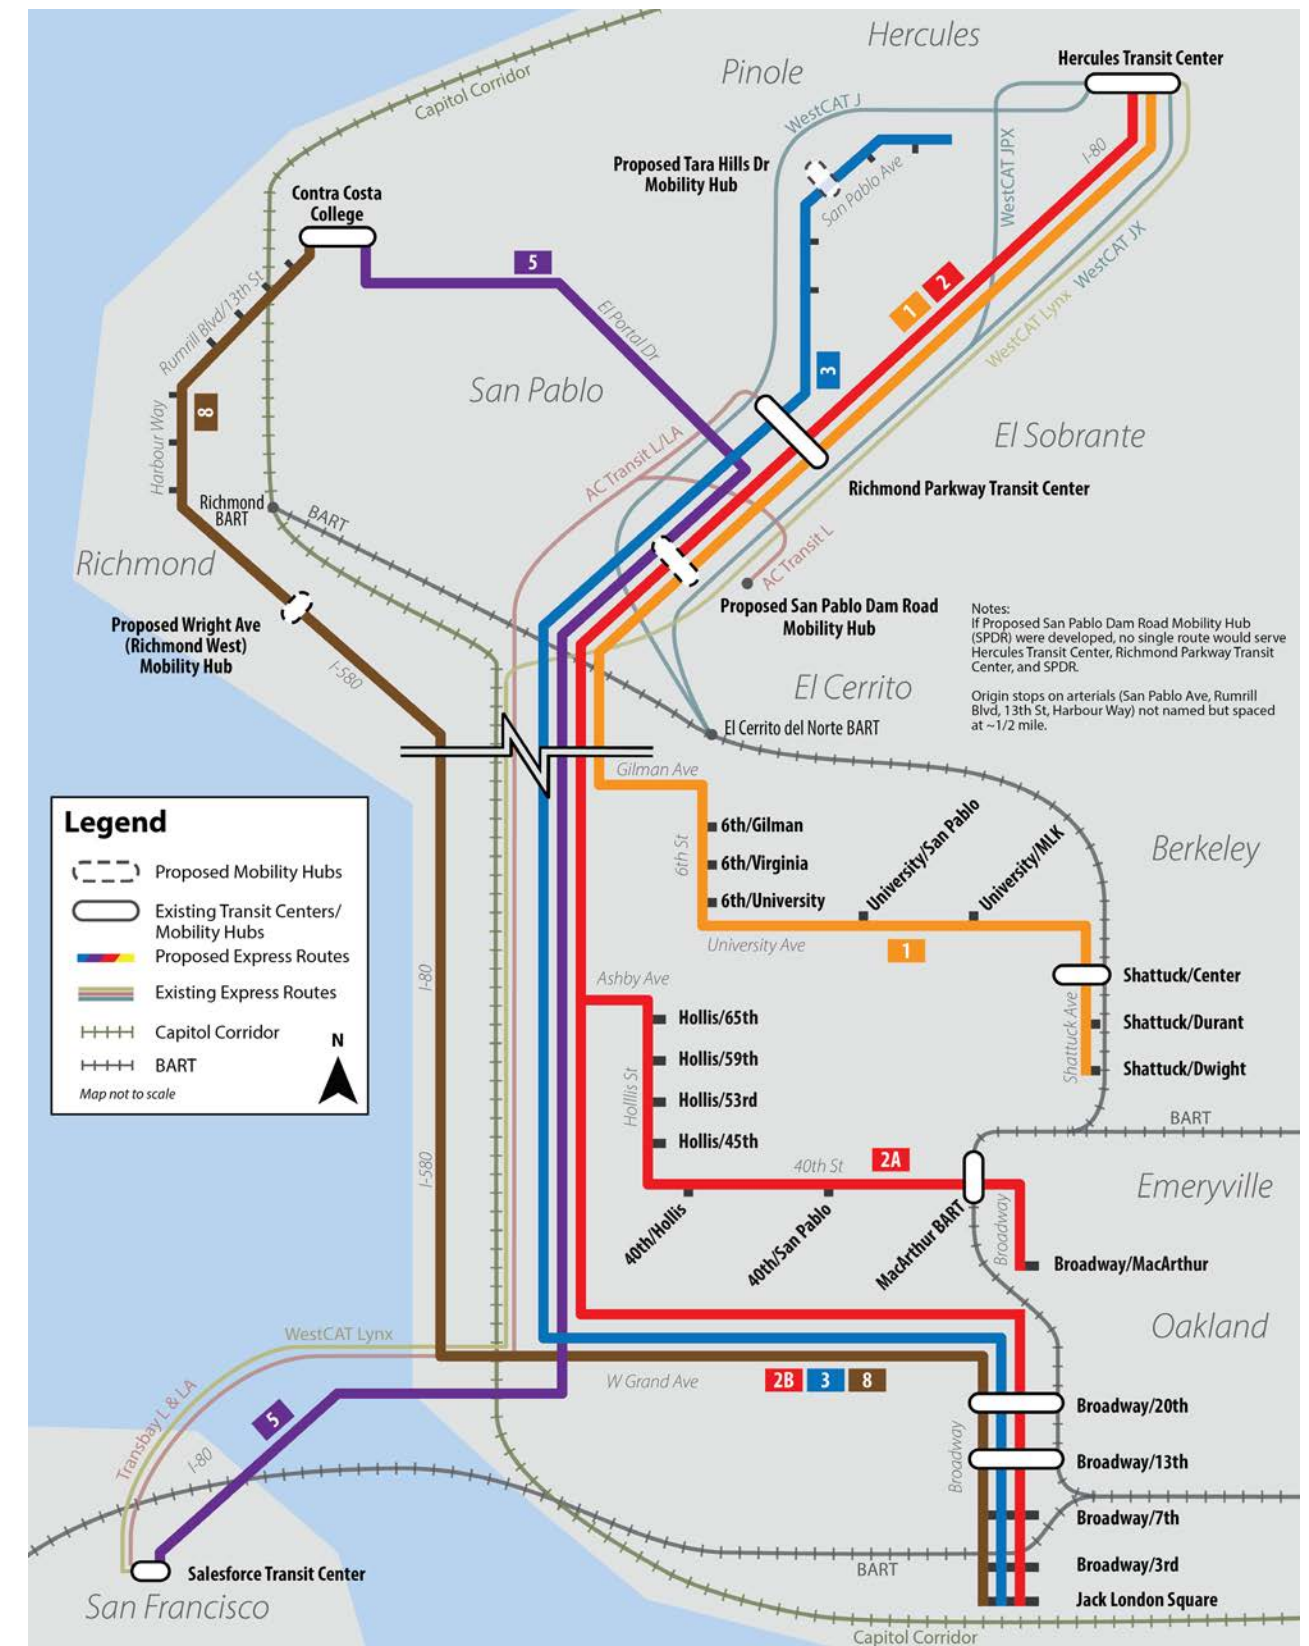 Hercules
Pinole
Hercules Transit Center
Capitol Corridor
WestCAT J
WestCAT JPX
I-80
Proposed Tara Hills Dr
Mobility Hub
San Pablo Ave
Contra Costa
College
5
El Portal Dr
Rumrill Blvd/13th St
WestCAT JX
WestCAT Lynx
1
2
3
San Pablo
8
Harbour Way
El Sobrante
AC Transit L/LA
Richmond Parkway Transit Center
Richmond
BART
BART
Richmond
AC Transit L
Proposed San Pablo Dam Road
Mobility Hub
Proposed Wright Ave
(Richmond West)
Mobility Hub
I-580
Notes:
If Proposed San Pablo Dam Road Mobility Hub
(SPDR) were developed, no single route would serve
Hercules Transit Center, Richmond Parkway Transit
Center, and SPDR.
Origin stops on arterials (San Pablo Ave, Rumrill
Blvd, 13th St, Harbour Way) not named but spaced
at ~1/2 mile.
El Cerrito
El Cerrito del Norte BART
Gilman Ave
6th St
6th/Gilman
6th/Virginia
6th/University
University/San Pablo
University/MLK
Berkeley
University Ave
1
Legend
Proposed Mobility Hubs
Existing Transit Centers/
Mobility Hubs
Proposed Express Routes
Existing Express Routes
Capitol Corridor
BART
Map not to scale
N
I-80
Ashby Ave
Shattuck/Center
Shattuck Ave
Shattuck/Durant
Shattuck/Dwight
Hollis/65th
Hollis/59th
Hollis St
Hollis/53rd
Hollis/45th
BART
I-580
40th St
2A
Emeryville
40th/Hollis
40th/San Pablo
MacArthur BART
Broadway
Broadway/MacArthur
Oakland
WestCAT Lynx
W Grand Ave
2B
3
8
Transbay L & LA
5
I-80
Broadway
Broadway/20th
Broadway/13th
Broadway/7th
BART
Broadway/3rd
Jack London Square
Salesforce Transit Center
San Francisco
Capitol Corridor